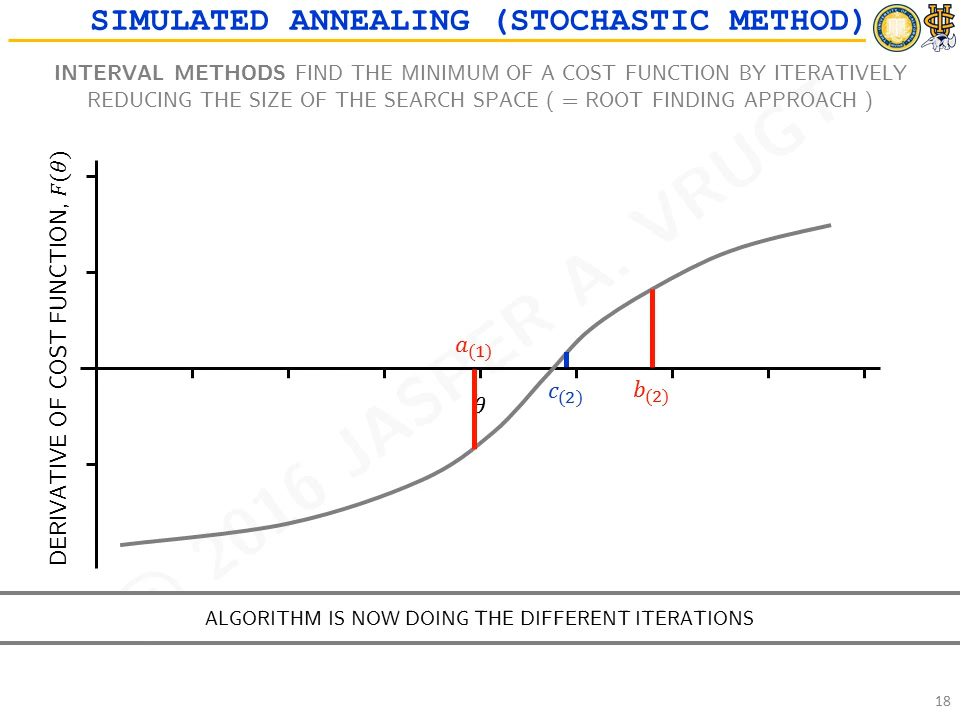 SIMULATED ANNEALING (STOCHASTIC METHOD)
INTERVAL METHODS FIND THE MINIMUM OF A COST FUNCTION BY ITERATIVELY
REDUCING THE SIZE OF THE SEARCH SPACE ( = ROOT FINDING APPROACH )
DERIVATIVE OF COST FUNCTION, F(θ)
a(1)
θ
c(2)
b(2)
© 2016 JASPER A. VRUGT
ALGORITHM IS NOW DOING THE DIFFERENT ITERATIONS
18